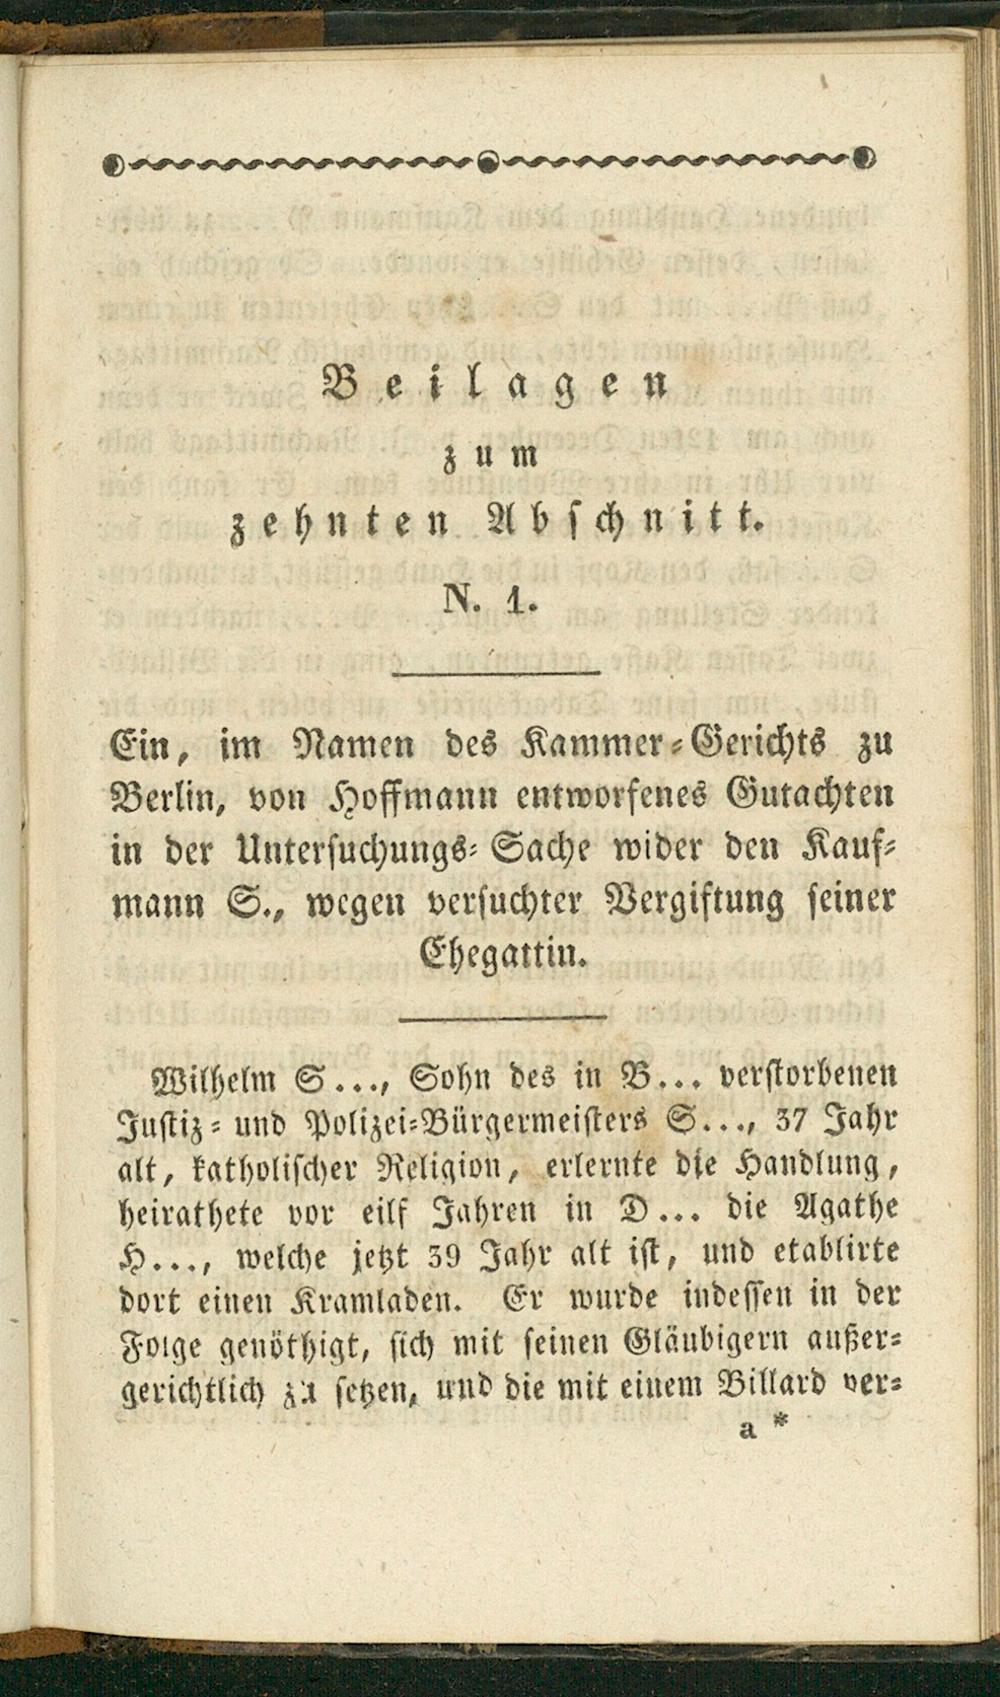 Beilagen
zum
zehnten Abschnitt.
N. 1.
Ein, im Namen des Kammer-Gerichts zu
Berlin, von Hoffmann entworfenes Gutachten
in der Untersuchungs-Sache wider den Kauf-
mann S., wegen versuchter Vergiftung seiner
Ehegattin.
Wilhelm S..., Sohn des in B... verstorbenen
Justiz- und Polizei-Bürgermeisters S..., 37 Jahr
alt, katholischer Religion, erlernte die Handlung,
heirathete vor eilf Jahren in D... die Agathe
H..., welche jetzt 39 Jahr alt ist, und etablirte
dort einen Kramladen. Er wurde indessen in der
Folge genöthigt, sich mit seinen Gläubigern außer-
gerichtlich zu setzen, und die mit einem Billard ver-
a *